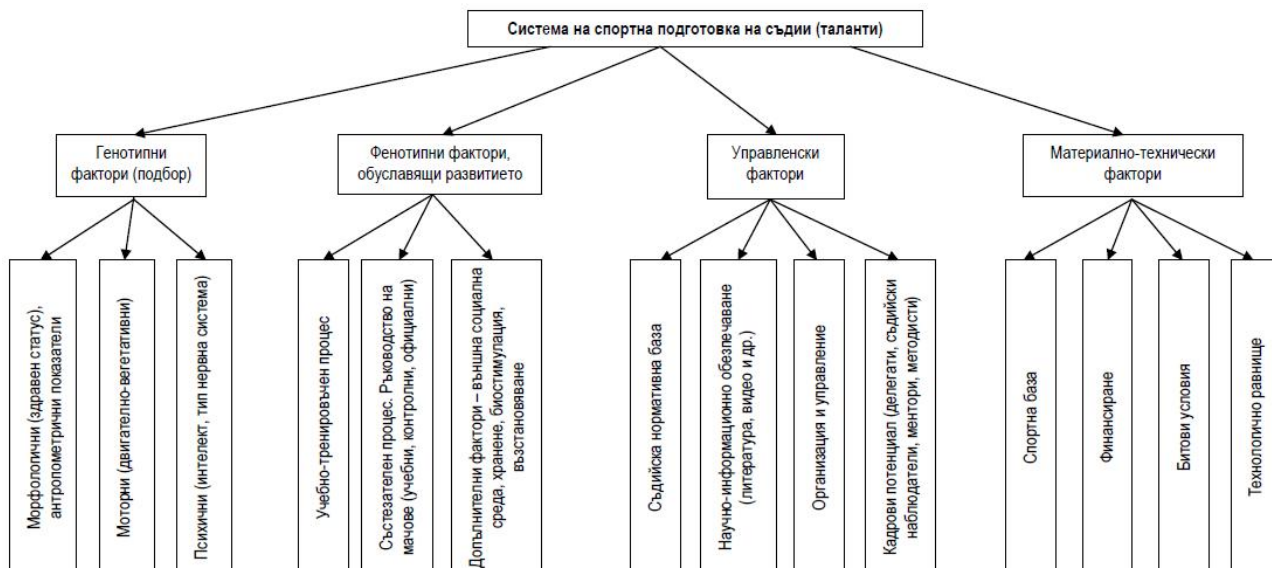 Система на спортна подготовка на съдии (таланти)
Генотипни
фактори (подбор)
Фенотипни фактори,
обуславящи развитието
Управленски
фактори
Материално-технически
фактори
Морфологични (здравен статус),
антропометрични показатели
Моторни (двигателно-вегетативни)
Психични (интелект, тип нервна система)
Учебно-тренировъчен процес
Състезателен процес. Ръководство на
мачове (учебни, контролни, официални)
Допълнителни фактори – външна социална
среда, хранене, биостимулация,
възстановяване
Съдийска нормативна база
Научно-информационно обезпечаване
(литература, видео и др.)
Организация и управление
Кадрови потенциал (делегати, съдийски
наблюдатели, ментори, методисти)
Спортна база
Финансиране
Битови условия
Технологично равнище